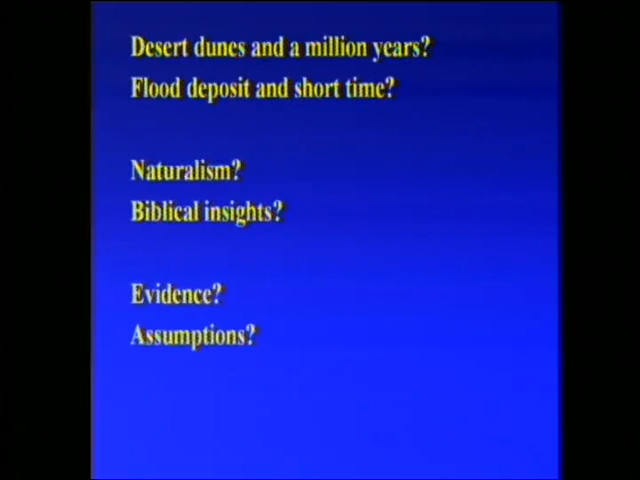 Desert dunes and a million years?
Flood deposit and short time?
Naturalism?
Biblical insights?
Evidence?
Assumptions?